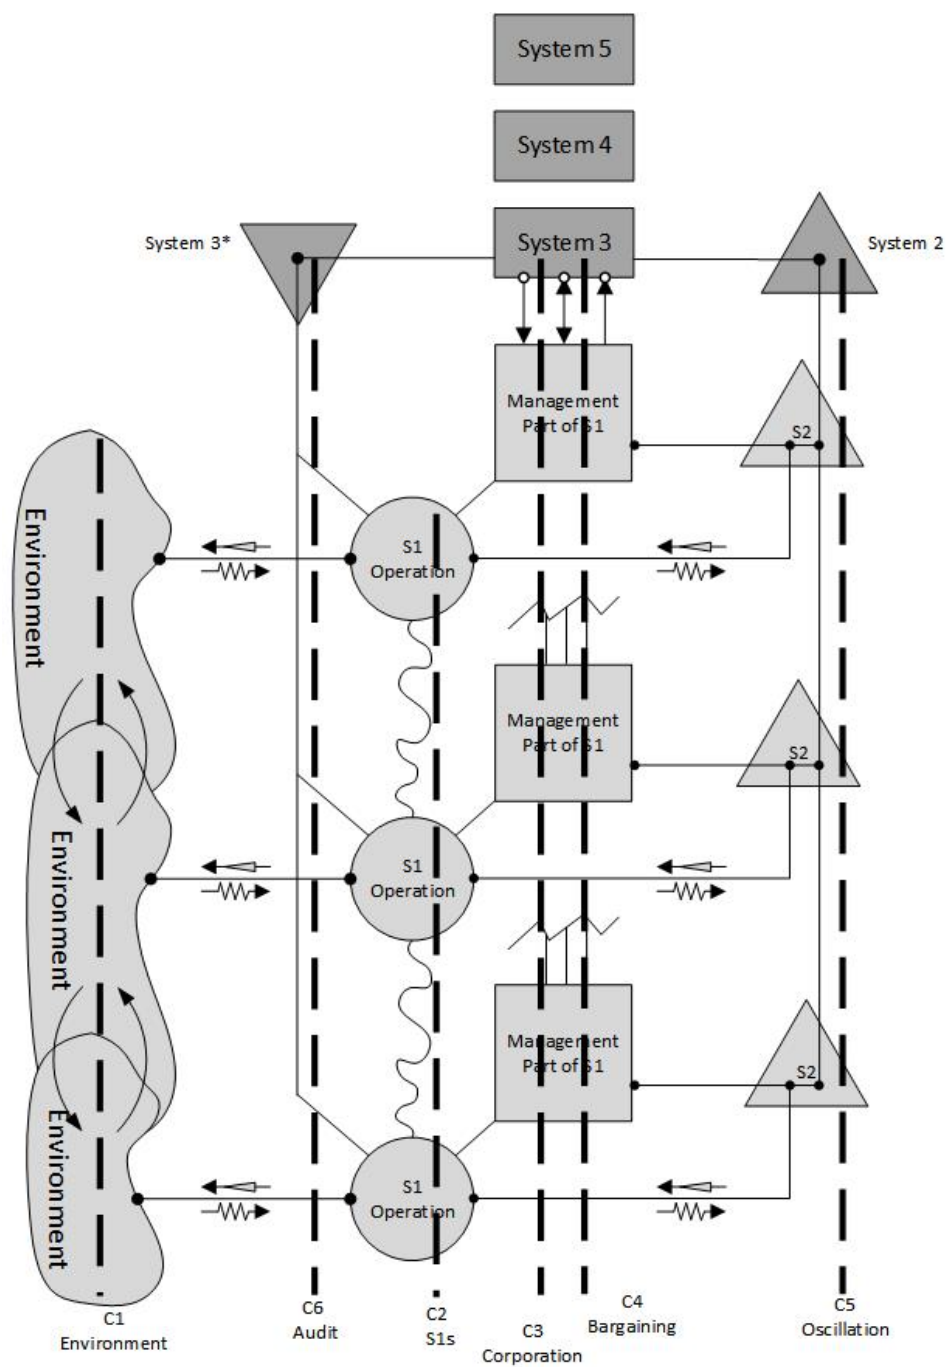 System 5
System 4
System 3*
System 3
System 2
Management
Part of S1
S2
Environment
S1
Operation
Management
Part of S1
S2
Environment
S1
Operation
Management
Part of S1
S2
Environment
S1
Operation
C1
Environment
C6
Audit
C2
S1s
C3
Corporation
C4
Bargaining
C5
Oscillation